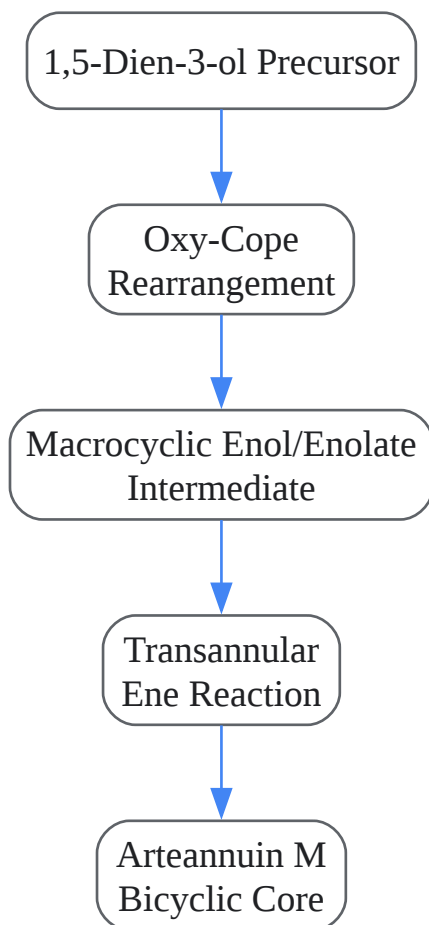 1,5-Dien-3-ol Precursor
Oxy-Cope
Rearrangement
Macrocyclic Enol/Enolate
Intermediate
Transannular
Ene Reaction
Arteannuin M
Bicyclic Core